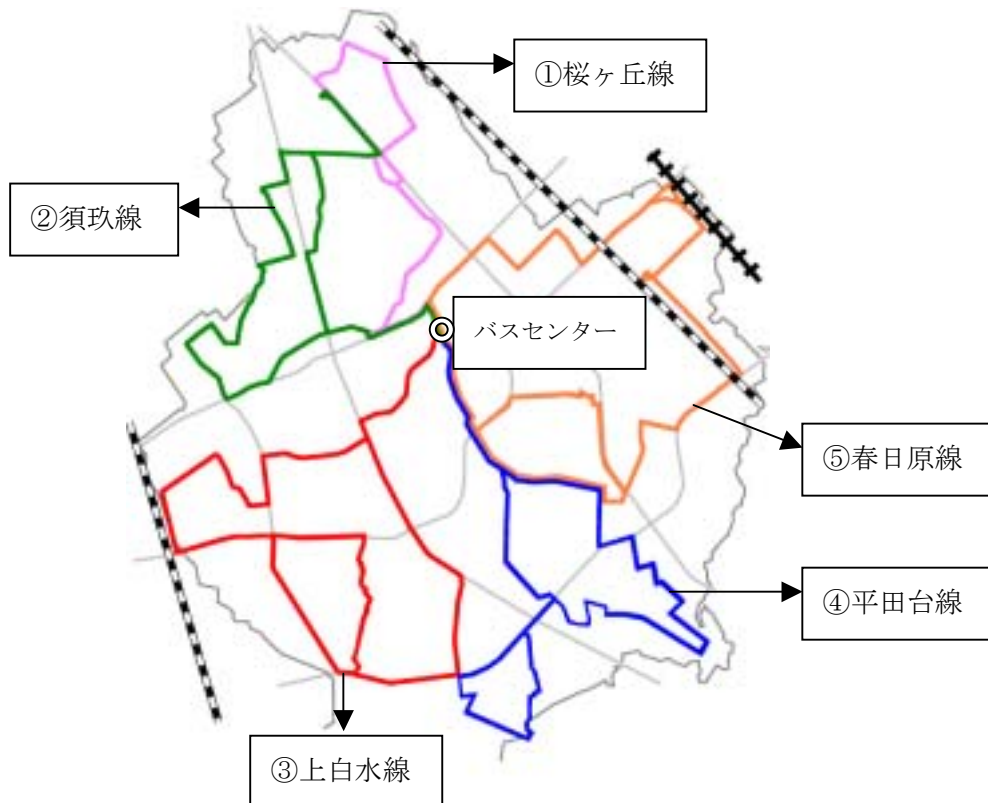 ①桜ヶ丘線
②須玖線
バスセンター
⑤春日原線
④平田台線
③上白水線